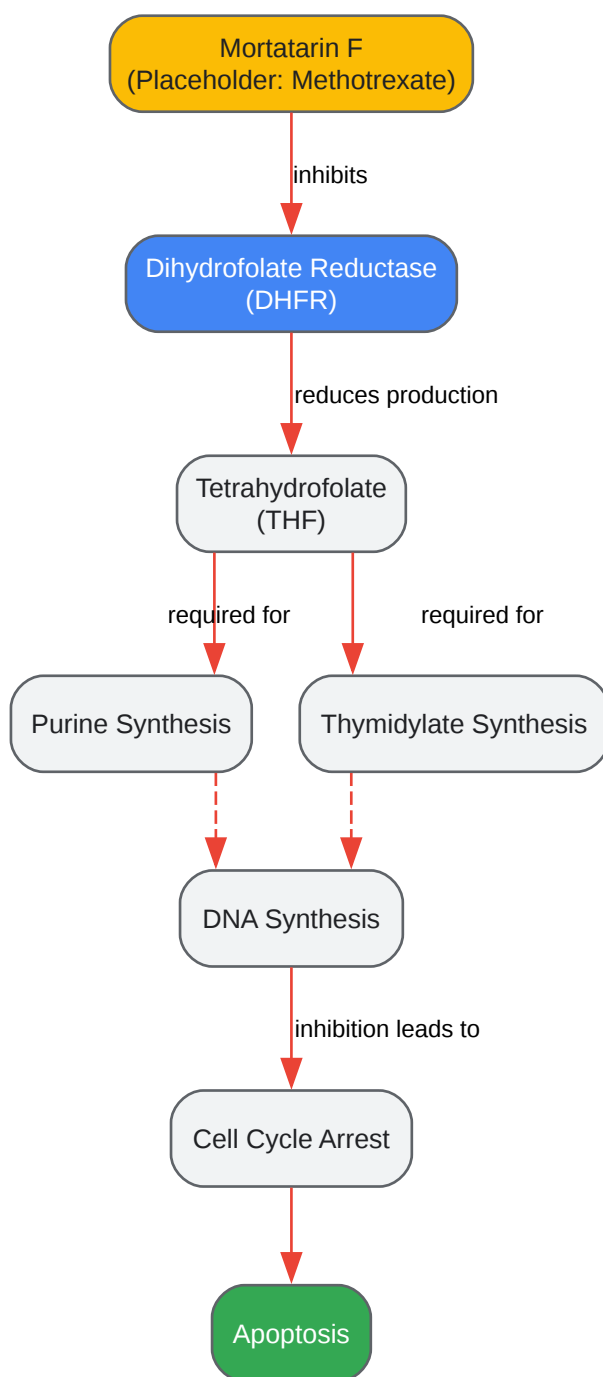 Mortatarin F
(Placeholder: Methotrexate)
inhibits
Dihydrofolate Reductase
(DHFR)
reduces production
Tetrahydrofolate
(THF)
required for
required for
Purine Synthesis
Thymidylate Synthesis
DNA Synthesis
inhibition leads to
Cell Cycle Arrest
Apoptosis